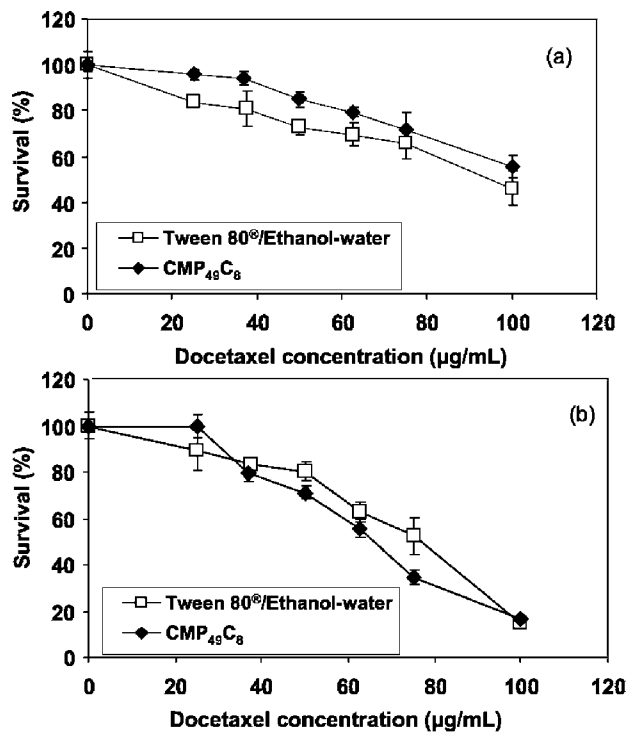 120
100
80
60
40
20
0
Survival (%)
(a)
Tween 80®/Ethanol-water
CMP₄₉C₈
0 20 40 60 80 100 120
Docetaxel concentration (µg/mL)
120
100
80
60
40
20
0
Survival (%)
(b)
Tween 80®/Ethanol-water
CMP₄₉C₈
0 20 40 60 80 100 120
Docetaxel concentration (µg/mL)